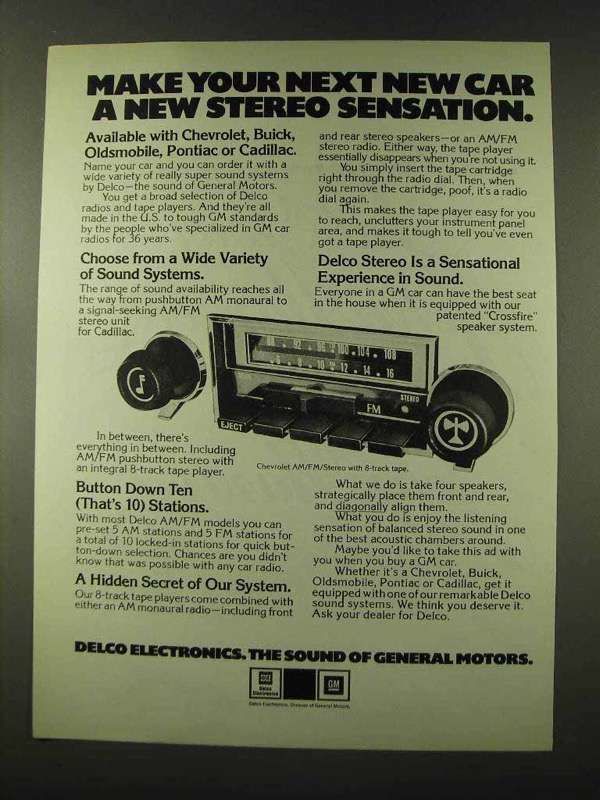 MAKE YOUR NEXT NEW CAR
A NEW STEREO SENSATION.
Available with Chevrolet, Buick,
Oldsmobile, Pontiac or Cadillac.
Name your car and you can order it with a
wide variety of really super sound systems
by Delco—the sound of General Motors.
You get a broad selection of Delco
radios and tape players. And they're all
made in the U.S. to tough GM standards
by the people who've specialized in GM car
radios for 36 years.
Choose from a Wide Variety
of Sound Systems.
The range of sound availability reaches all
the way from pushbutton AM monaural to
a signal-seeking AM/FM
stereo unit
for Cadillac.
In between, there's
everything in between. Including
AM/FM pushbutton stereo with
an integral 8-track tape player.
Button Down Ten
(That's 10) Stations.
With most Delco AM/FM models you can
pre-set 5 AM stations and 5 FM stations for
a total of 10 locked-in stations for quick but-
ton-down selection. Chances are you didn't
know that was possible with any car radio.
A Hidden Secret of Our System.
Our 8-track tape players come combined with
either an AM monaural radio—including front
and rear stereo speakers—or an AM/FM
stereo radio. Either way, the tape player
essentially disappears when you're not using it.
You simply insert the tape cartridge
right through the radio dial. Then, when
you remove the cartridge, poof, it's a radio
dial again.
This makes the tape player easy for you
to reach, unclutters your instrument panel
area, and makes it tough to tell you've even
got a tape player.
Delco Stereo Is a Sensational
Experience in Sound.
Everyone in a GM car can have the best seat
in the house when it is equipped with our
patented "Crossfire"
speaker system.
100 104 108
10 12 14 16
STEREO
FM
EJECT
Chevrolet AM/FM/Stereo with 8-track tape.
What we do is take four speakers,
strategically place them front and rear,
and diagonally align them.
What you do is enjoy the listening
sensation of balanced stereo sound in one
of the best acoustic chambers around.
Maybe you'd like to take this ad with
you when you buy a GM car.
Whether it's a Chevrolet, Buick,
Oldsmobile, Pontiac or Cadillac, get it
equipped with one of our remarkable Delco
sound systems. We think you deserve it.
Ask your dealer for Delco.
DELCO ELECTRONICS. THE SOUND OF GENERAL MOTORS.
Delco
Electronics
GM
Delco Electronics, Division of General Motors.